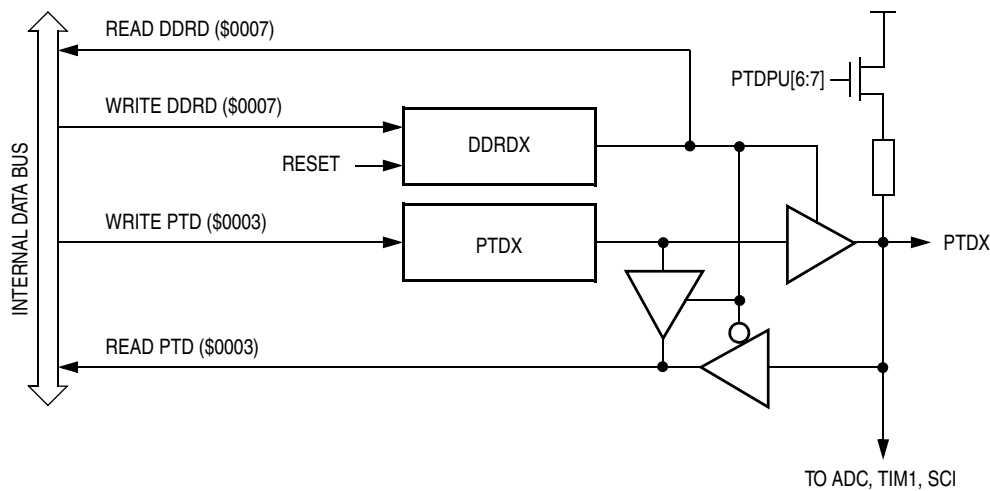 READ DDRD ($0007)
PTDPU[6:7]
WRITE DDRD ($0007)
DDRDX
RESET
INTERNAL DATA BUS
WRITE PTD ($0003)
PTDX
PTDX
READ PTD ($0003)
TO ADC, TIM1, SCI